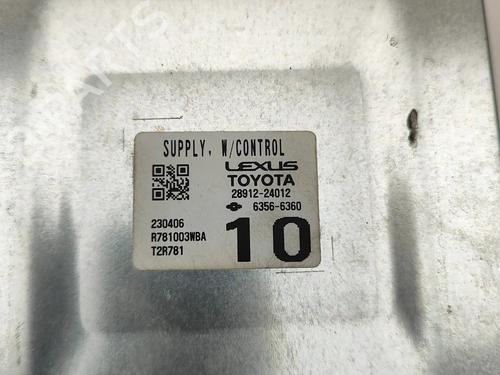 SUPPLY, W/CONTROL
LEXUS
TOYOTA
28912-24012
6356-6360
230406
R781003WBA
T2R781
10